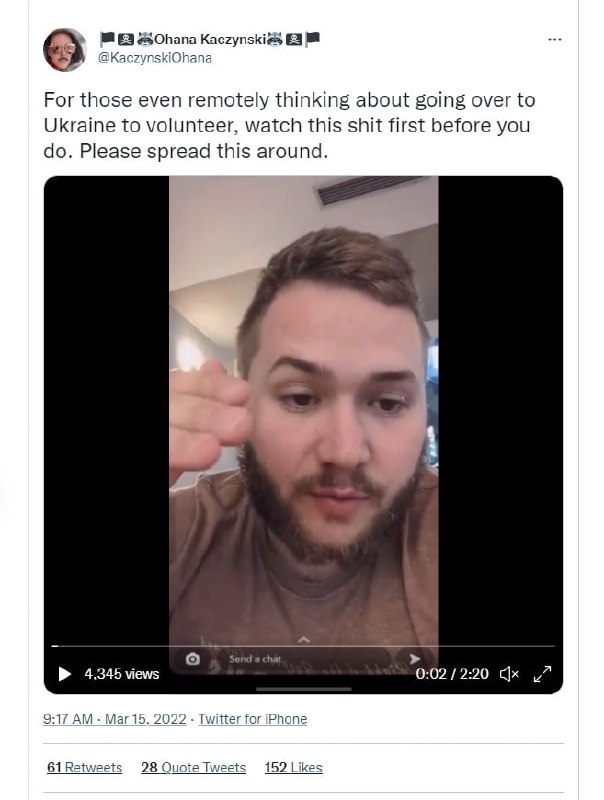 Ohana Kaczynski
@KaczynskiOhana
For those even remotely thinking about going over to
Ukraine to volunteer, watch this shit first before you
do. Please spread this around.
Send a chat
4,345 views
0:02 / 2:20
9:17 AM · Mar 15, 2022 · Twitter for iPhone
61 Retweets 28 Quote Tweets 152 Likes